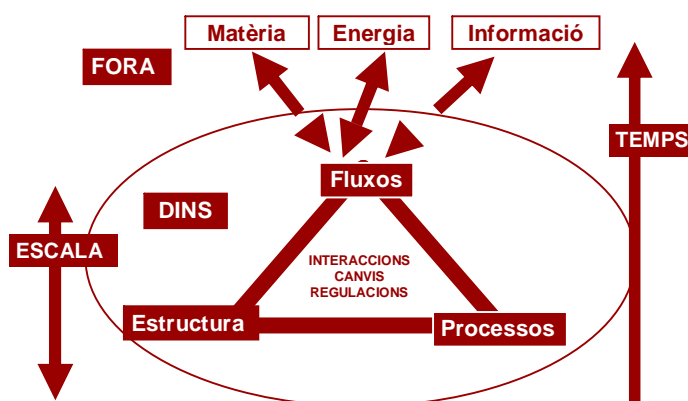 Matèria
Energia
Informació
FORA
TEMPS
Fluxos
DINS
ESCALA
INTERACCIONS
CANVIS
REGULACIONS
Estructura
Processos